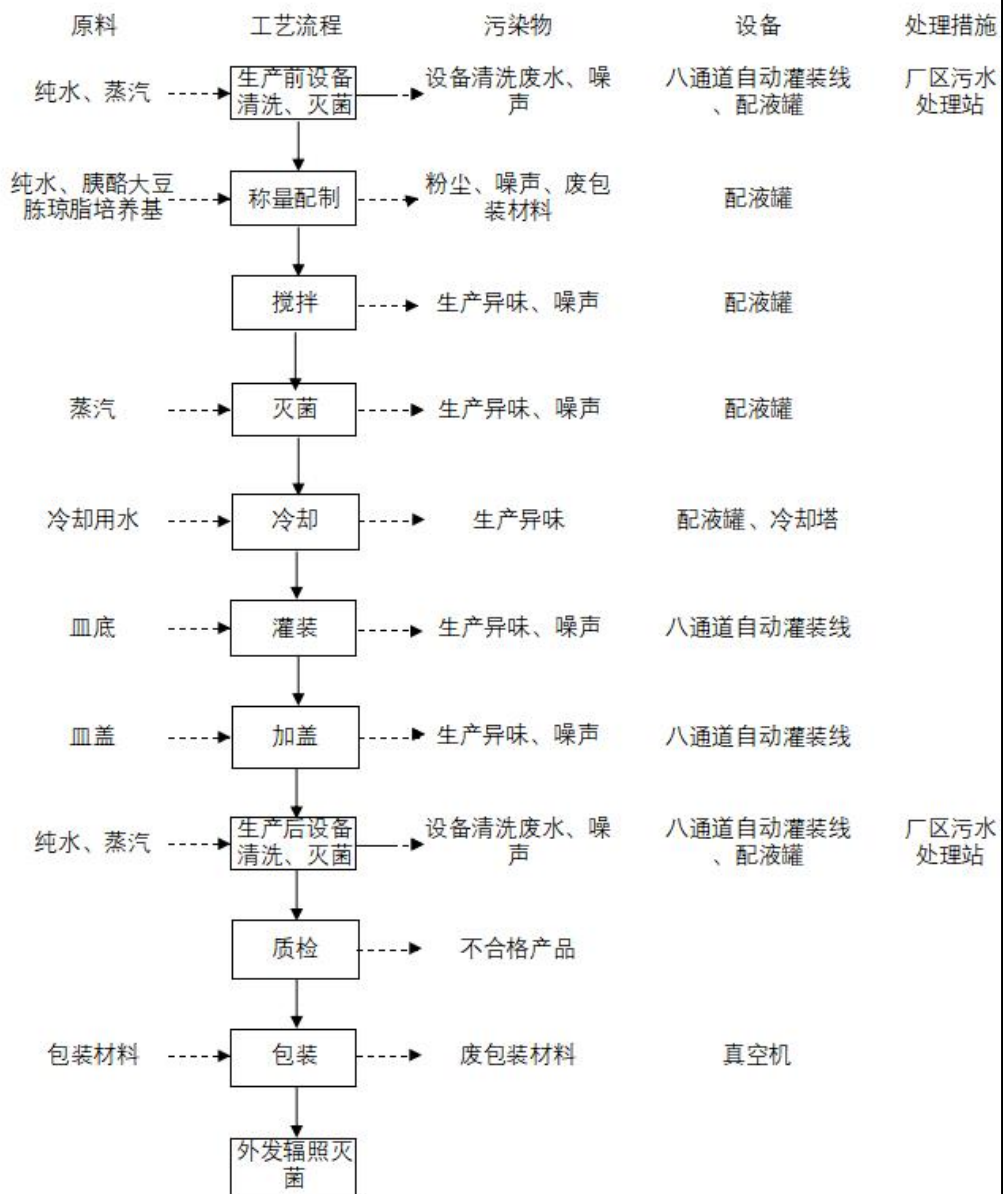 原料 工艺流程 污染物 设备 处理措施
纯水、蒸汽
生产前设备
清洗、灭菌
设备清洗废水、噪
声
八通道自动灌装线
、配液罐
厂区污水
处理站
纯水、胰酪大豆
胨琼脂培养基
称量配制
粉尘、噪声、废包
装材料
配液罐
搅拌
生产异味、噪声
配液罐
蒸汽
灭菌
生产异味、噪声
配液罐
冷却用水
冷却
生产异味
配液罐、冷却塔
皿底
灌装
生产异味、噪声
八通道自动灌装线
皿盖
加盖
生产异味、噪声
八通道自动灌装线
纯水、蒸汽
生产后设备
清洗、灭菌
设备清洗废水、噪
声
八通道自动灌装线
、配液罐
厂区污水
处理站
质检
不合格产品
包装材料
包装
废包装材料
真空机
外发辐照灭
菌